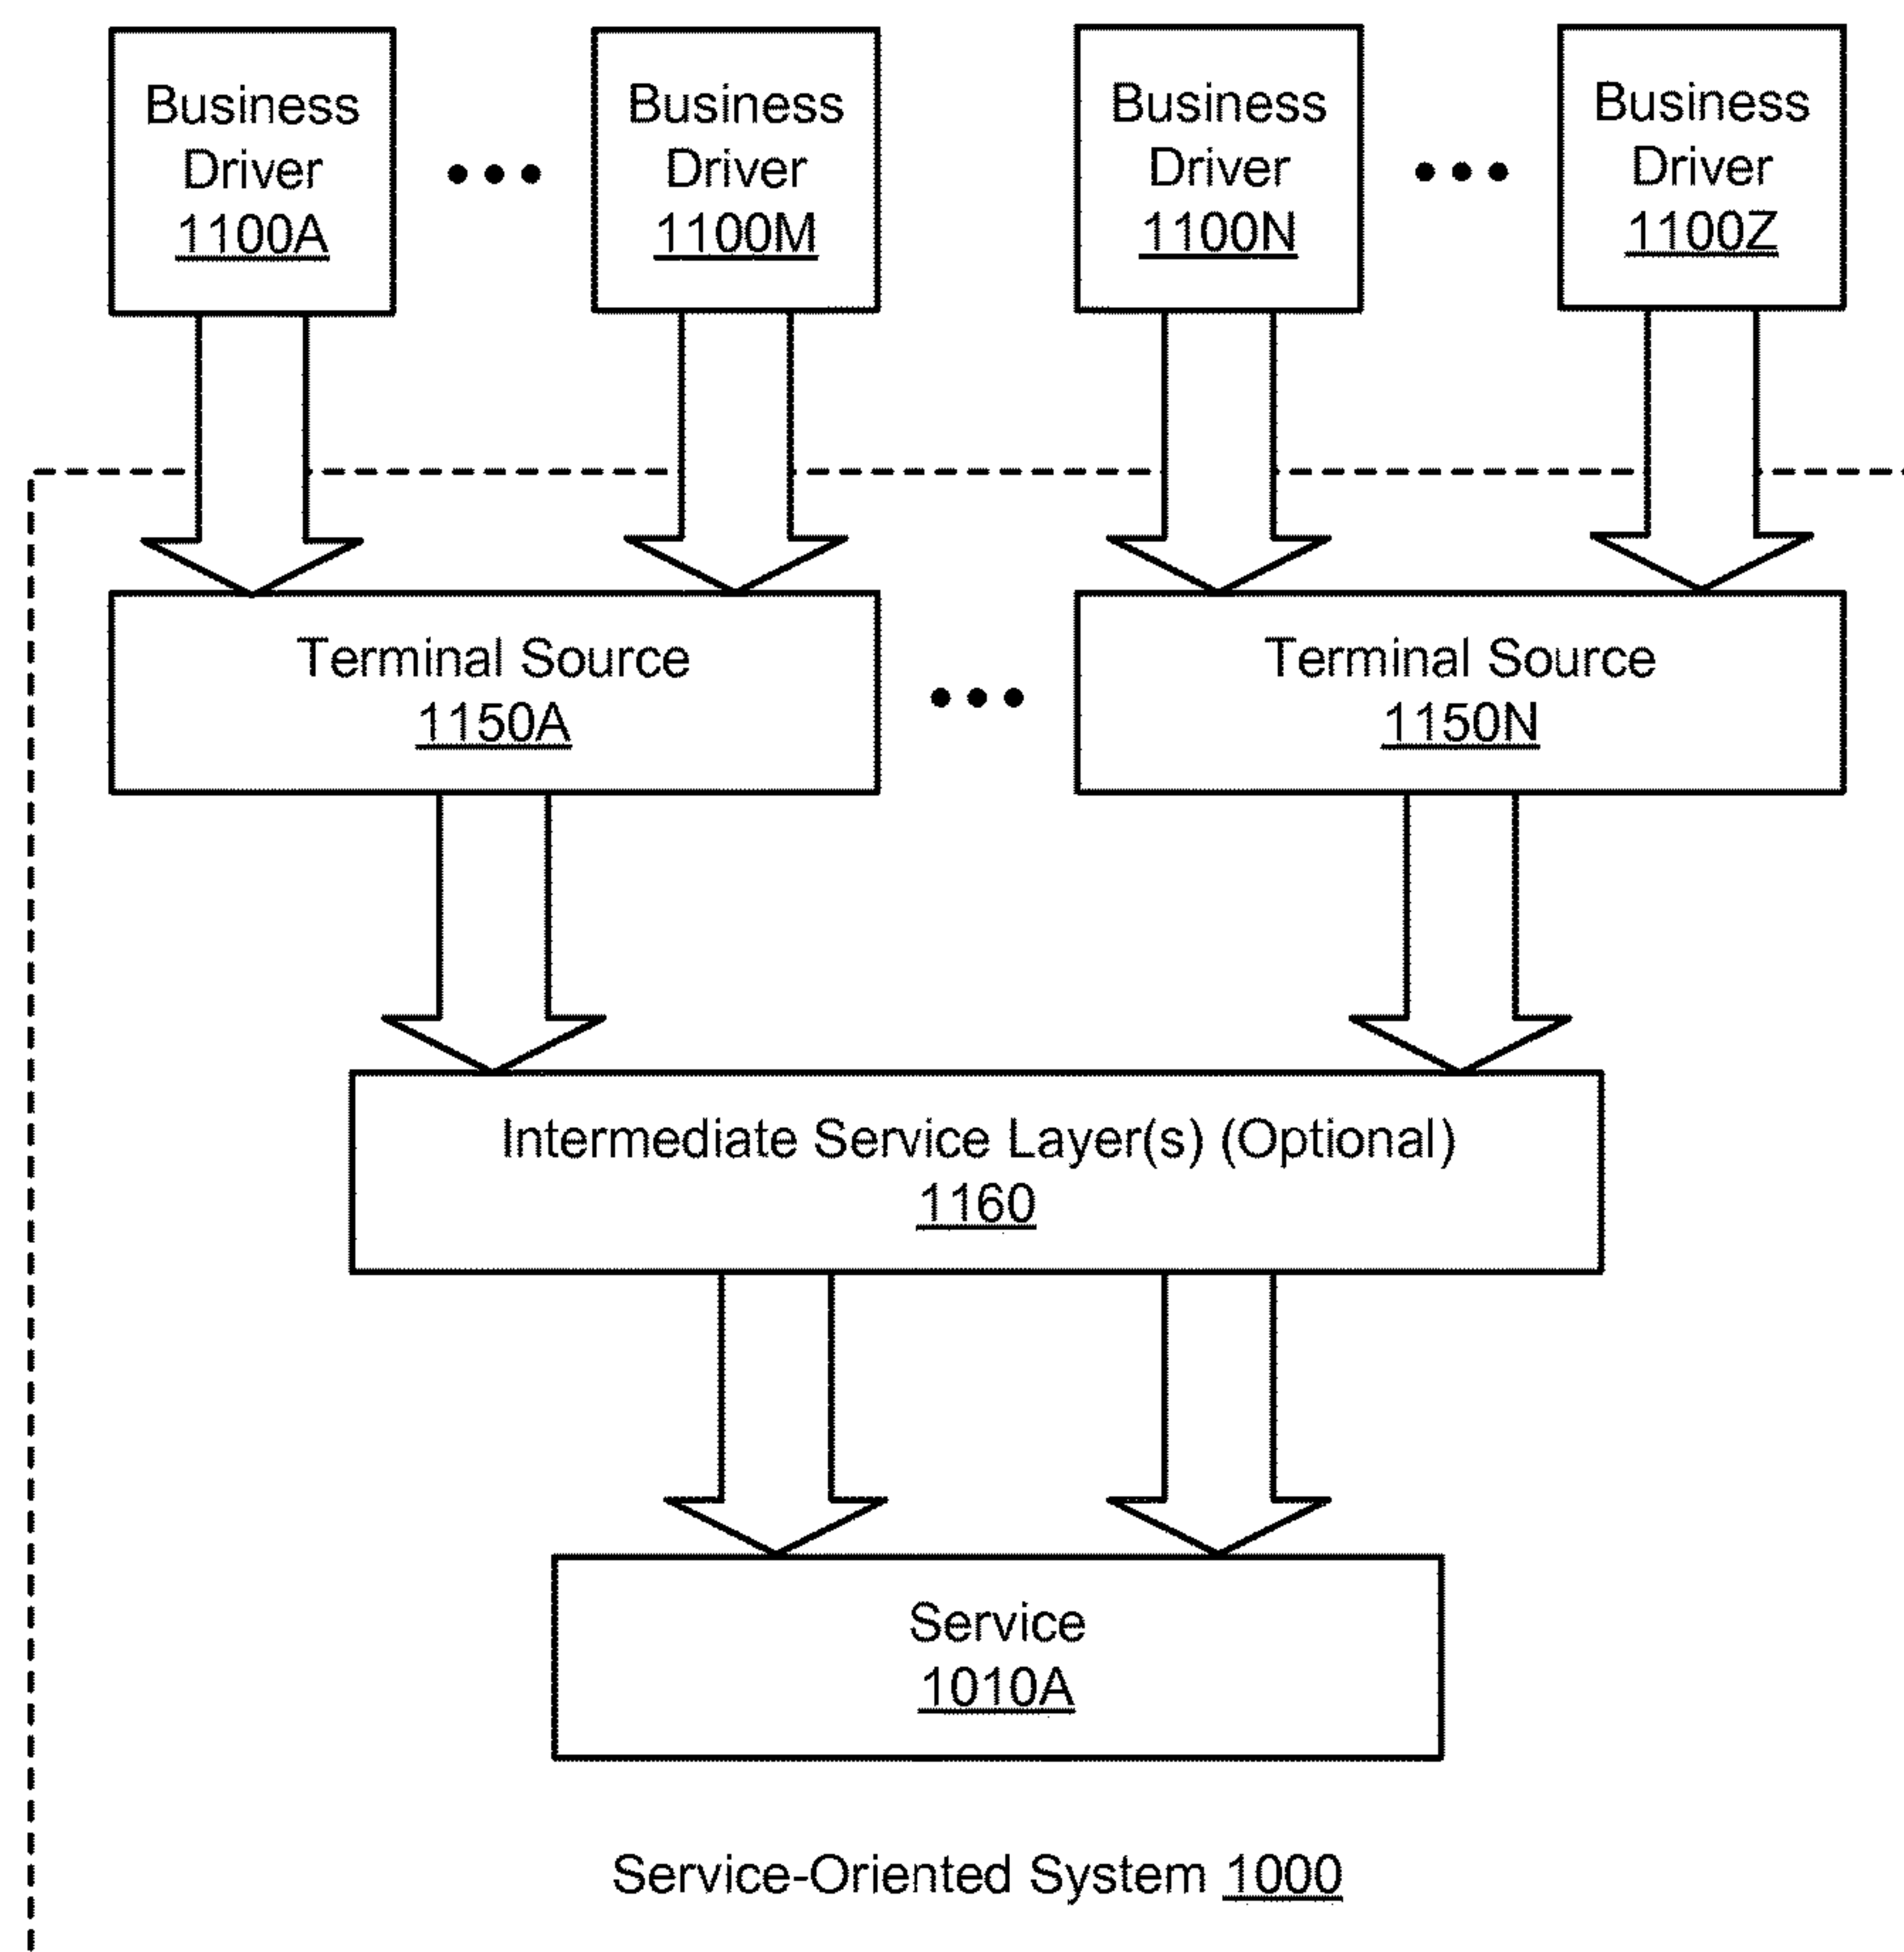 Business
Driver
1100A
Business
Driver
1100M
Business
Driver
1100N
Business
Driver
1100Z
Terminal Source
1150A
Terminal Source
1150N
Intermediate Service Layer(s) (Optional)
1160
Service
1010A
Service-Oriented System 1000